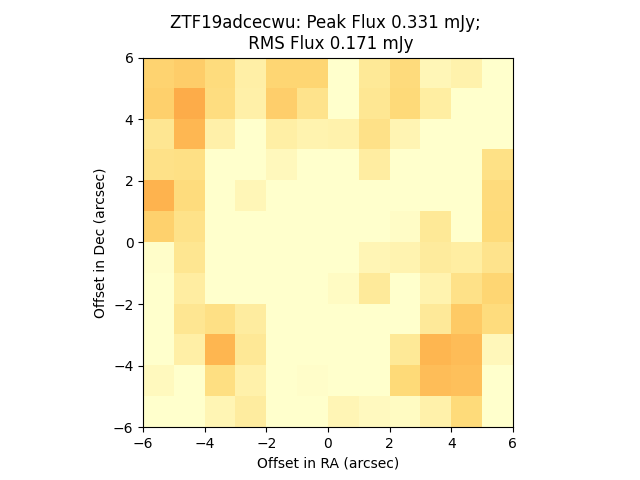 ZTF19adcecwu: Peak Flux 0.331 mJy;
RMS Flux 0.171 mJy
6
4
2
0
−2
−4
−6
Offset in Dec (arcsec)
−6 −4 −2 0 2 4 6
Offset in RA (arcsec)